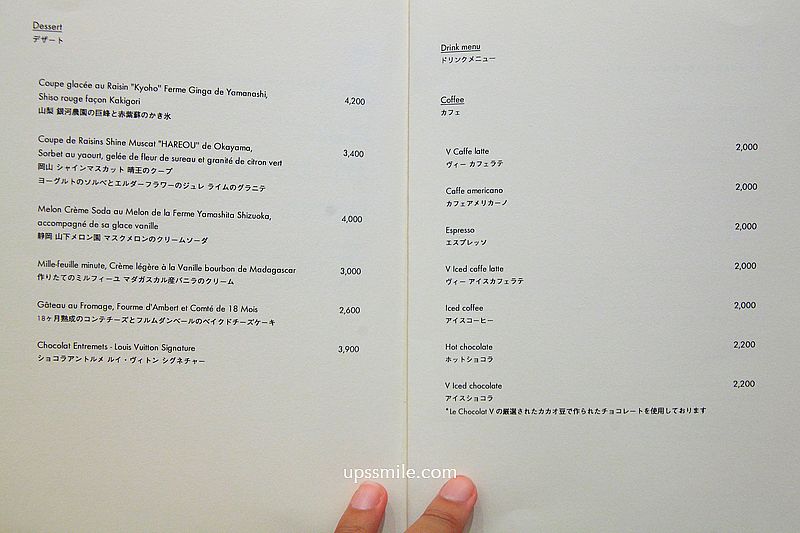 Dessert
デザート
Coupe glacée au Raisin "Kyoho" Ferme Ginga de Yamanashi,
Shiso rouge façon Kakigori
4,200
山梨 銀河農園の巨峰と赤紫蘇のかき氷
Coupe de Raisins Shine Muscat "HAREOU" de Okayama,
Sorbet au yaourt, gelée de fleur de sureau et granité de citron vert
3,400
岡山 シャインマスカット 晴王のクープ
ヨーグルトのソルベとエルダーフラワーのジュレ ライムのグラニテ
Melon Crème Soda au Melon de la Ferme Yamashita Shizuoka,
accompagné de sa glace vanille
4,000
静岡 山下メロン園 マスクメロンのクリームソーダ
Mille-feuille minute, Crème légère à la Vanille bourbon de Madagascar
3,000
作りたてのミルフィーユ マダガスカル産バニラのクリーム
Gâteau au Fromage, Fourme d'Ambert et Comté de 18 Mois
2,600
18ヶ月熟成のコンテチーズとフルムダンベールのベイクドチーズケーキ
Chocolat Entremets - Louis Vuitton Signature
3,900
ショコラアントルメ ルイ・ヴィトン シグネチャー
Drink menu
ドリンクメニュー
Coffee
カフェ
V Caffe latte
2,000
ヴィー カフェラテ
Caffe americano
2,000
カフェアメリカーノ
Espresso
2,000
エスプレッソ
V Iced caffe latte
2,000
ヴィー アイスカフェラテ
Iced coffee
2,000
アイスコーヒー
Hot chocolate
2,200
ホットショコラ
V Iced chocolate
2,200
アイスショコラ
*Le Chocolat V の厳選されたカカオ豆で作られたチョコレートを使用しております
upssmile.com